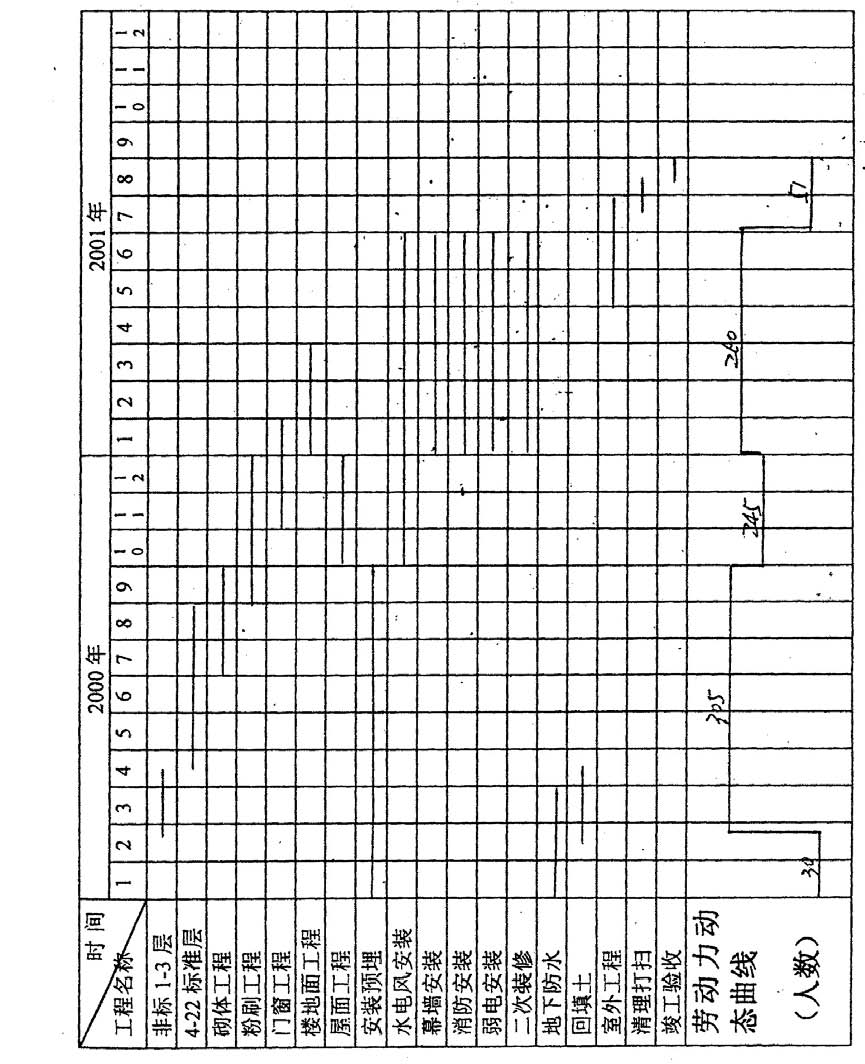 时间
工程名称
2000年
2001年
1 2 3 4 5 6 7 8 9 10 11 12 1 2 3 4 5 6 7 8 9 10 11 12
非标1-3层
4-22标准层
砌体工程
粉刷工程
门窗工程
楼地面工程
屋面工程
安装预埋
水电风安装
幕墙安装
消防安装
弱电安装
二次装修
地下防水
回填土
室外工程
清理打扫
竣工验收
劳动力动
态曲线
（人数）
30
305
245
260